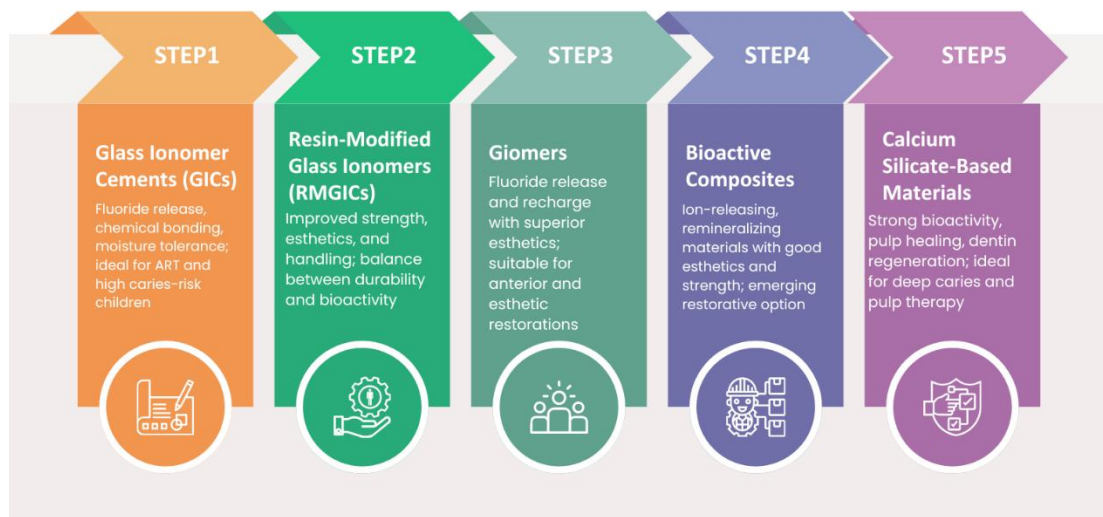 STEP1
Glass Ionomer
Cements (GICs)
Fluoride release,
chemical bonding,
moisture tolerance;
ideal for ART and
high caries-risk
children
STEP2
Resin-Modified
Glass Ionomers
(RMGICs)
Improved strength,
esthetics, and
handling; balance
between durability
and bioactivity
STEP3
Giomers
Fluoride release
and recharge
with superior
esthetics;
suitable for
anterior and
esthetic
restorations
STEP4
Bioactive
Composites
Ion-releasing,
remineralizing
materials with good
esthetics and
strength; emerging
restorative option
STEP5
Calcium
Silicate-Based
Materials
Strong bioactivity,
pulp healing, dentin
regeneration; ideal
for deep caries and
pulp therapy